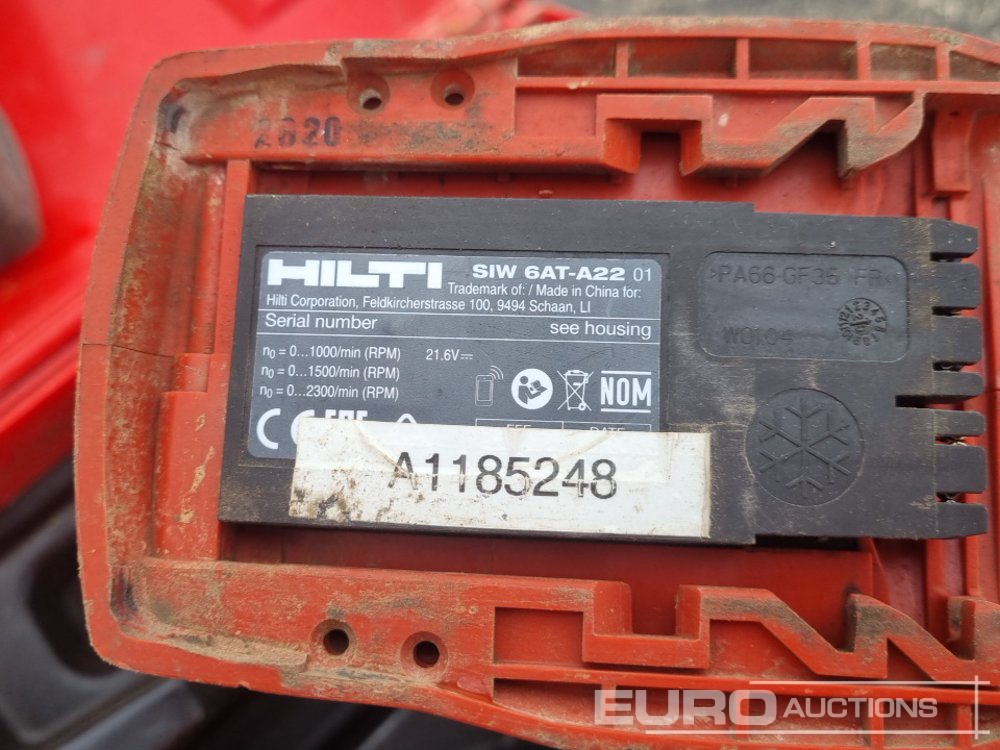 2820
HILTI SIW 6AT-A22 01
Trademark of: / Made in China for:
Hilti Corporation, Feldkircherstrasse 100, 9494 Schaan, LI
Serial number see housing
n₀ = 0...1000/min (RPM) 21.6V
n₀ = 0...1500/min (RPM)
n₀ = 0...2300/min (RPM)
NOM
CE
A1185248
>PA66-GF35 FR<
EURO AUCTIONS